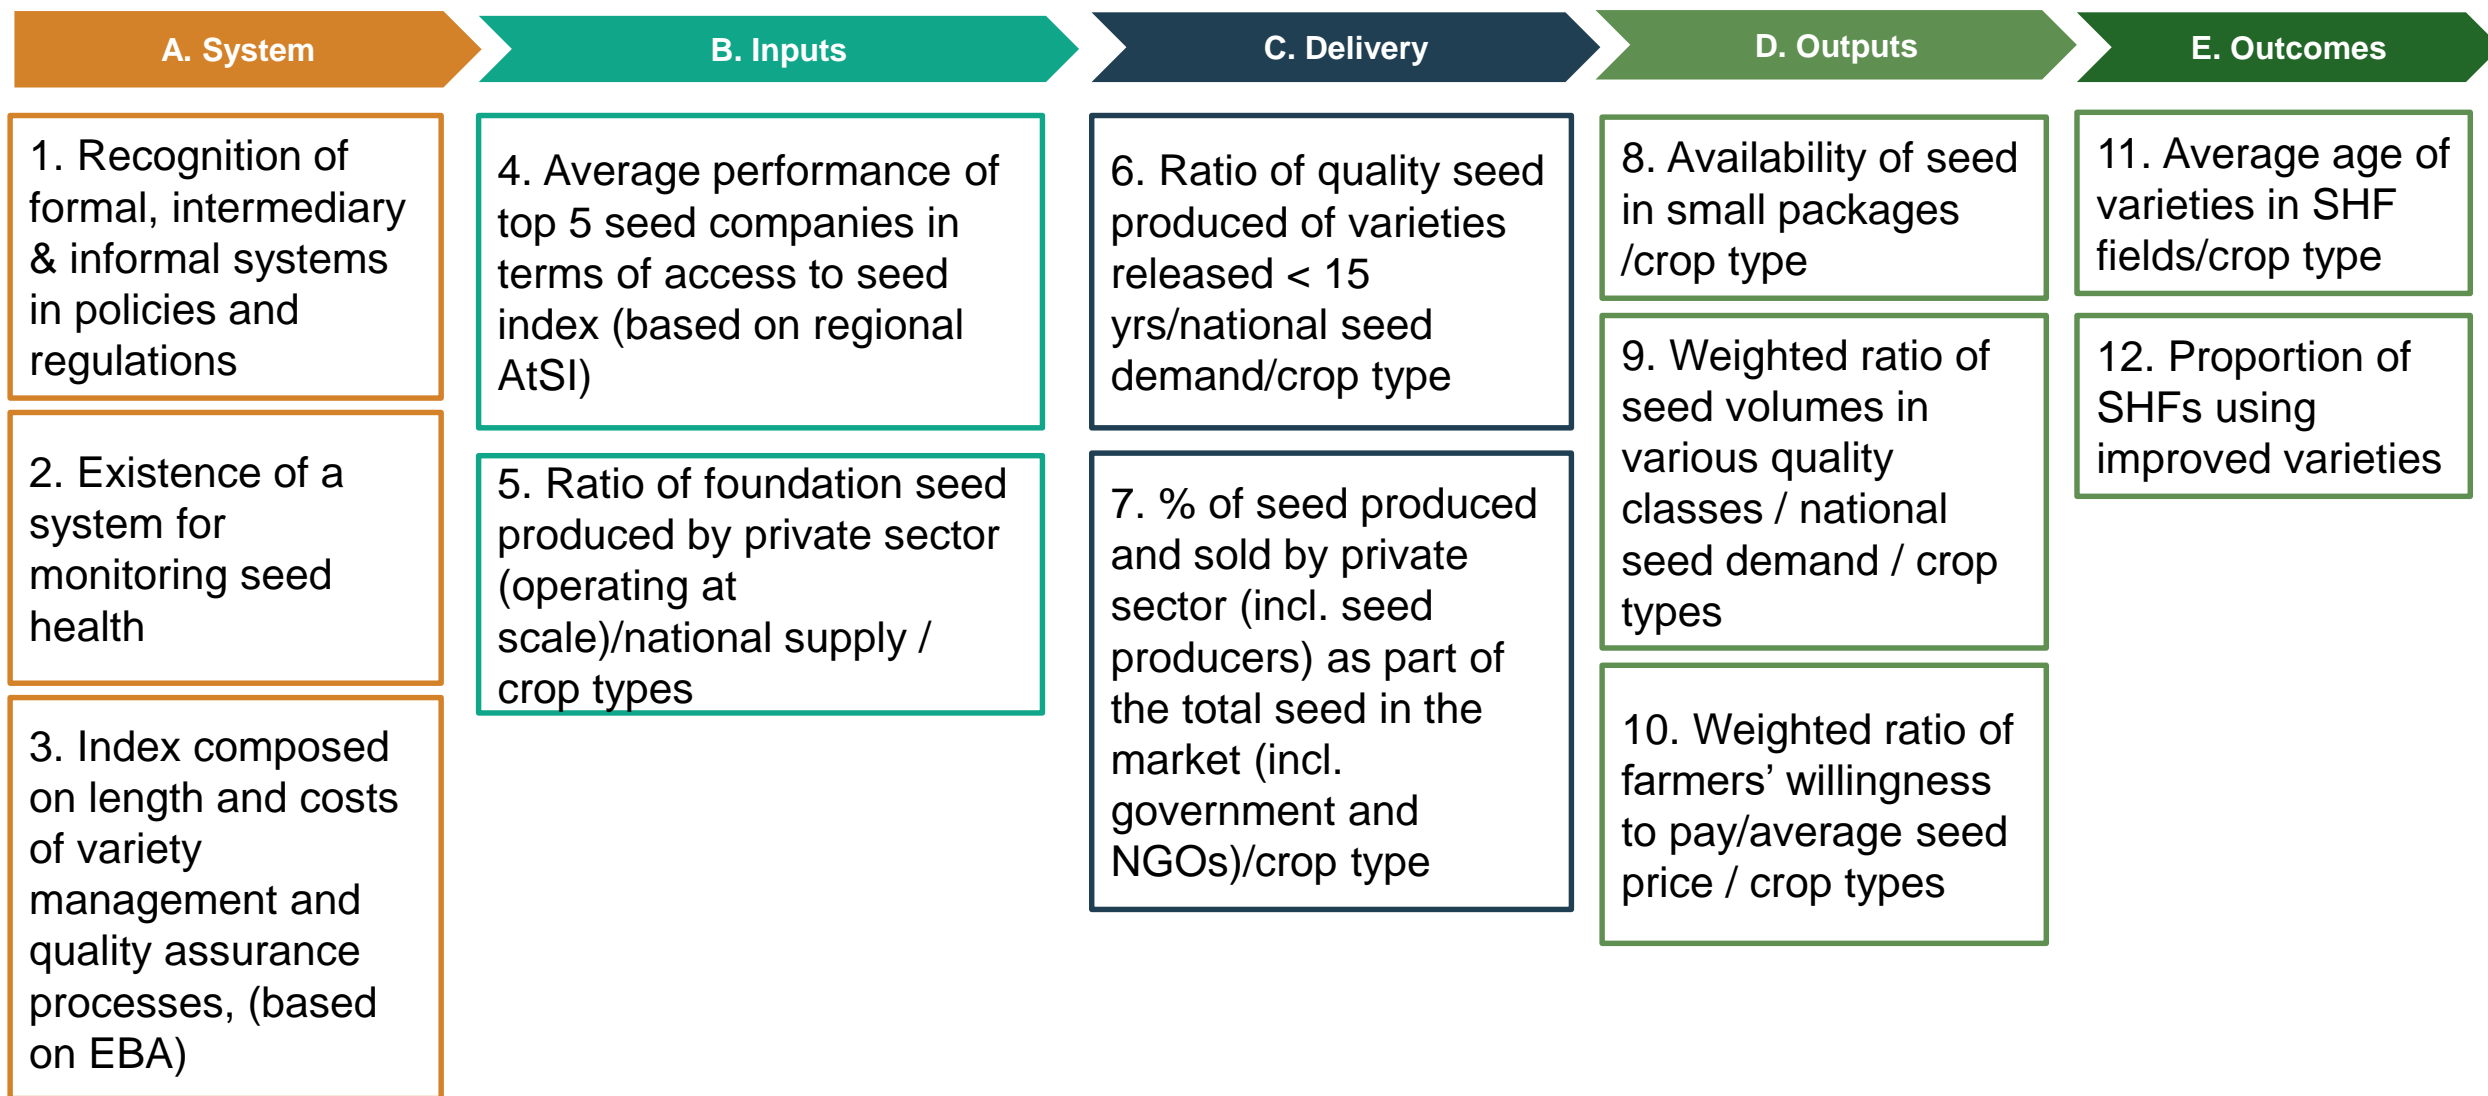 A. System
B. Inputs
C. Delivery
D. Outputs
E. Outcomes
1. Recognition of
formal, intermediary
& informal systems
in policies and
regulations
2. Existence of a
system for
monitoring seed
health
3. Index composed
on length and costs
of variety
management and
quality assurance
processes, (based
on EBA)
4. Average performance of
top 5 seed companies in
terms of access to seed
index (based on regional
AtSI)
5. Ratio of foundation seed
produced by private sector
(operating at
scale)/national supply /
crop types
6. Ratio of quality seed
produced of varieties
released < 15
yrs/national seed
demand/crop type
7. % of seed produced
and sold by private
sector (incl. seed
producers) as part of
the total seed in the
market (incl.
government and
NGOs)/crop type
8. Availability of seed
in small packages
/crop type
9. Weighted ratio of
seed volumes in
various quality
classes / national
seed demand / crop
types
10. Weighted ratio of
farmers’ willingness
to pay/average seed
price / crop types
11. Average age of
varieties in SHF
fields/crop type
12. Proportion of
SHFs using
improved varieties